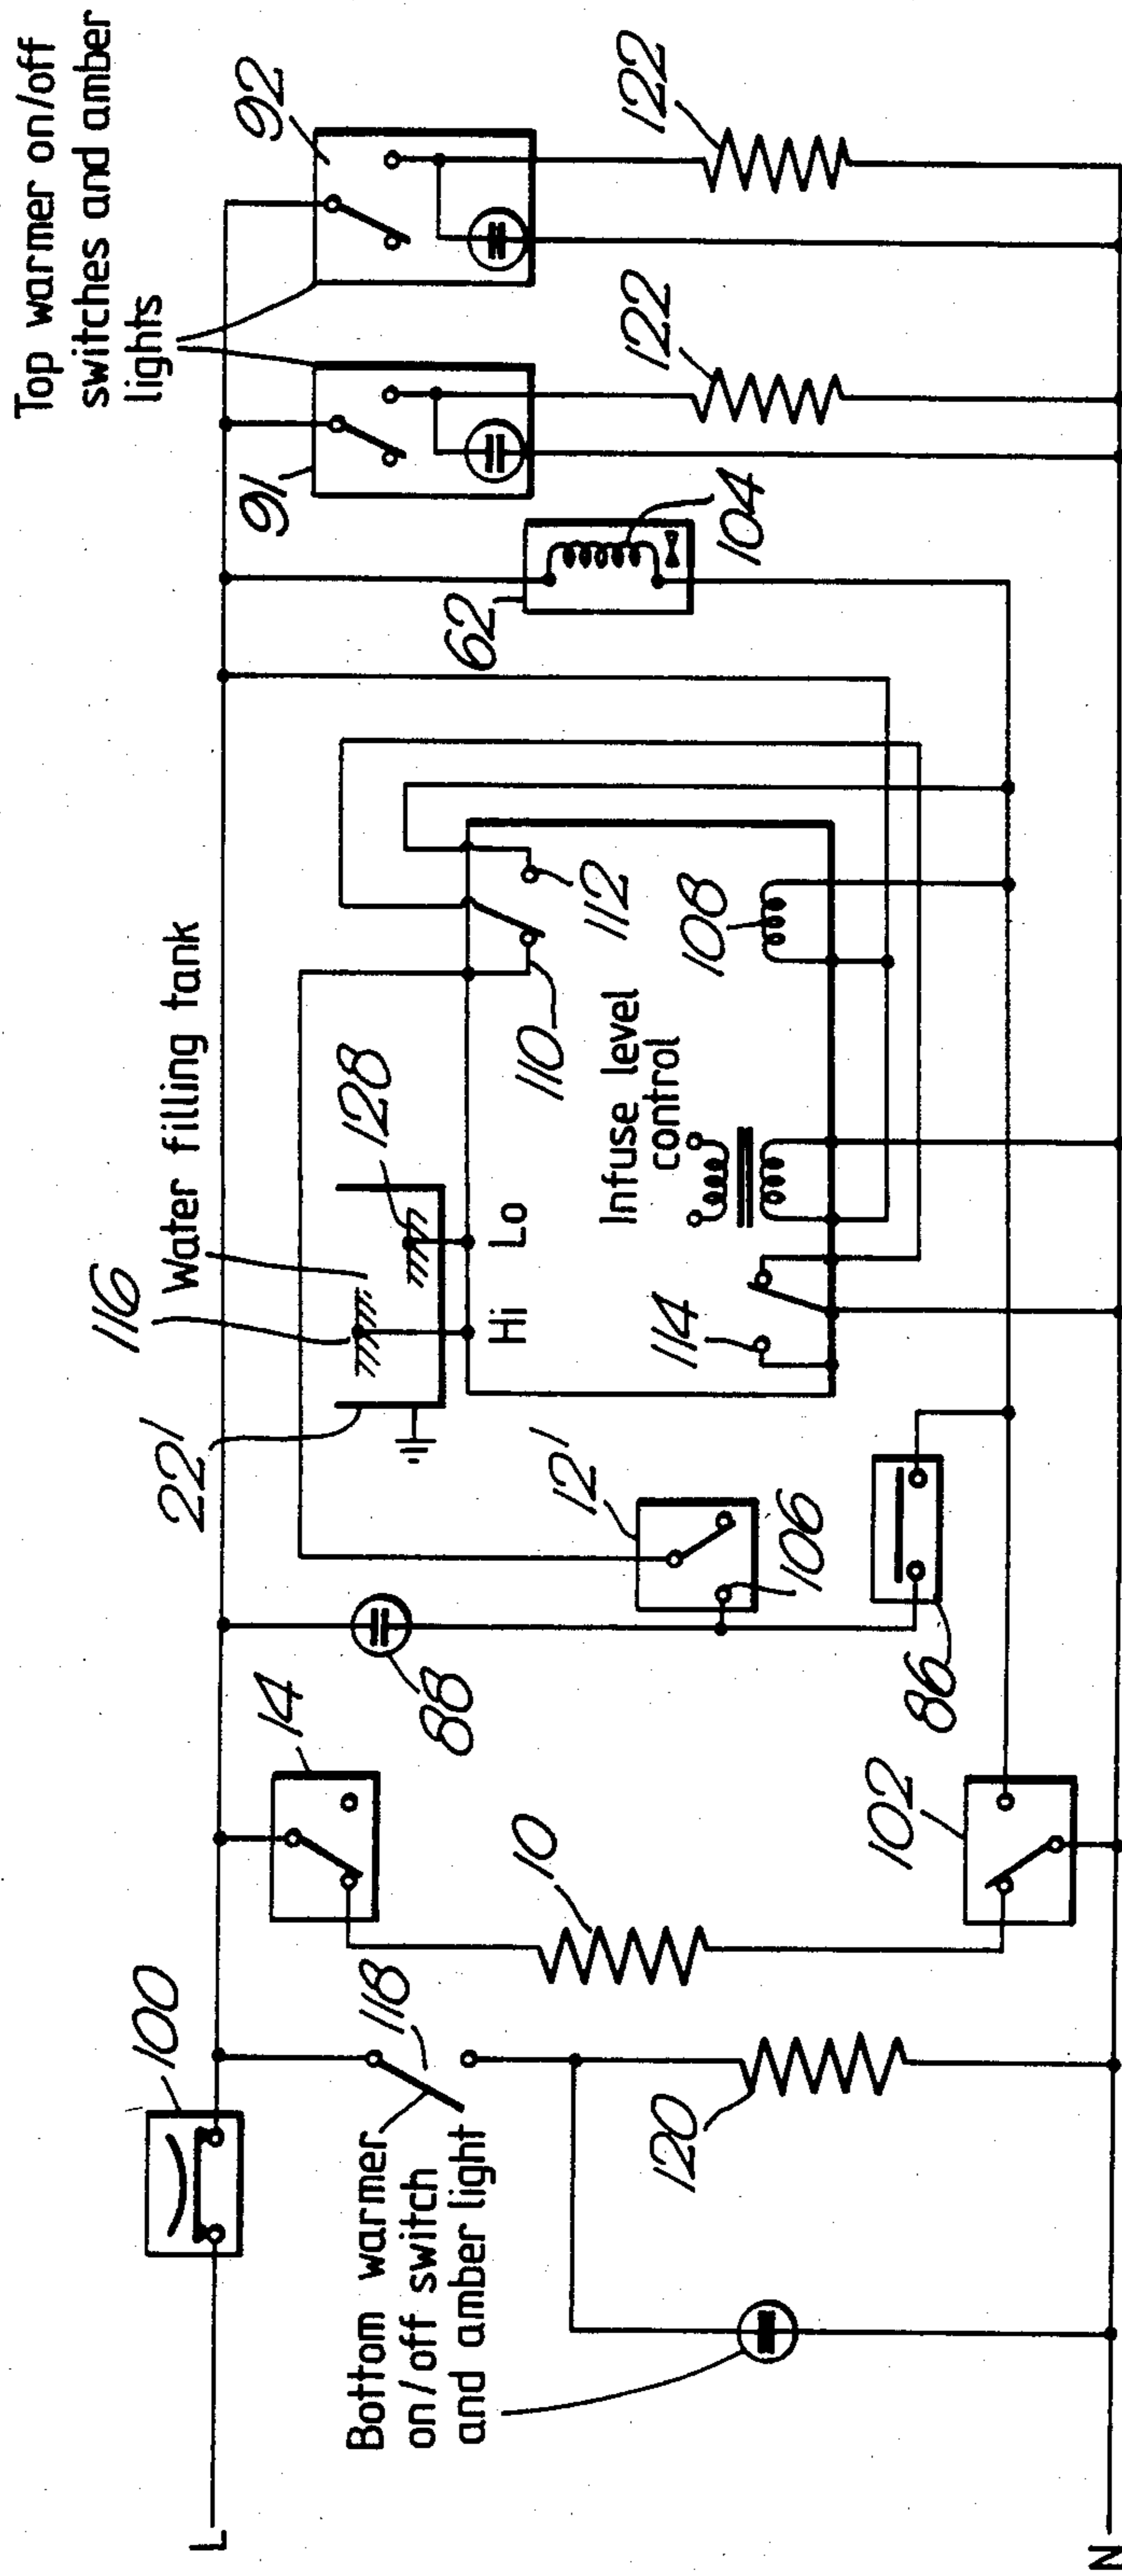 Top warmer on/off
switches and amber
lights
92
91
122
122
104
62
Water filling tank
116
128
22'
Hi
Lo
Infuse level
control
110
112
108
114
12'
106
86
88
14
10
102
100
118
Bottom warmer
on/off switch
and amber light
120
L
N